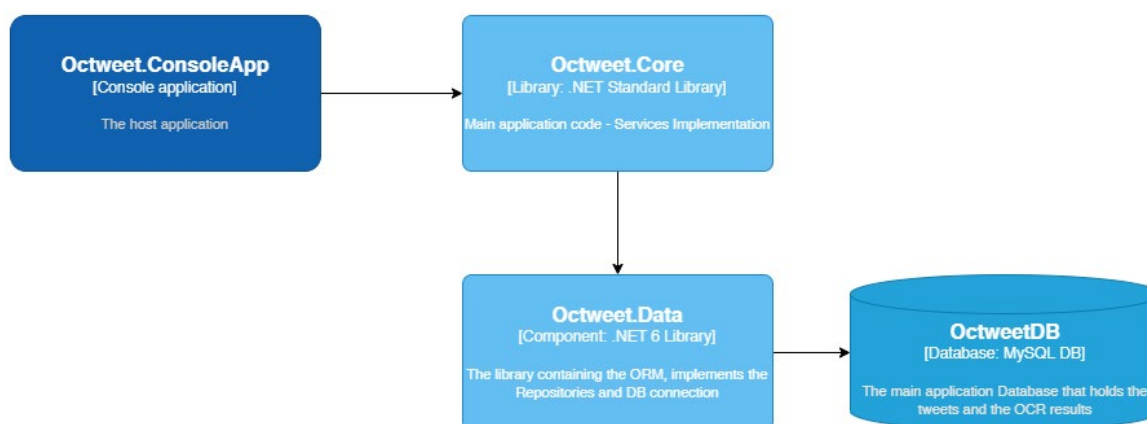 Octweet.ConsoleApp
[Console application]
The host application
Octweet.Core
[Library: .NET Standard Library]
Main application code - Services Implementation
Octweet.Data
[Component: .NET 6 Library]
The library containing the ORM, implements the
Repositories and DB connection
OctweetDB
[Database: MySQL DB]
The main application Database that holds the
tweets and the OCR results